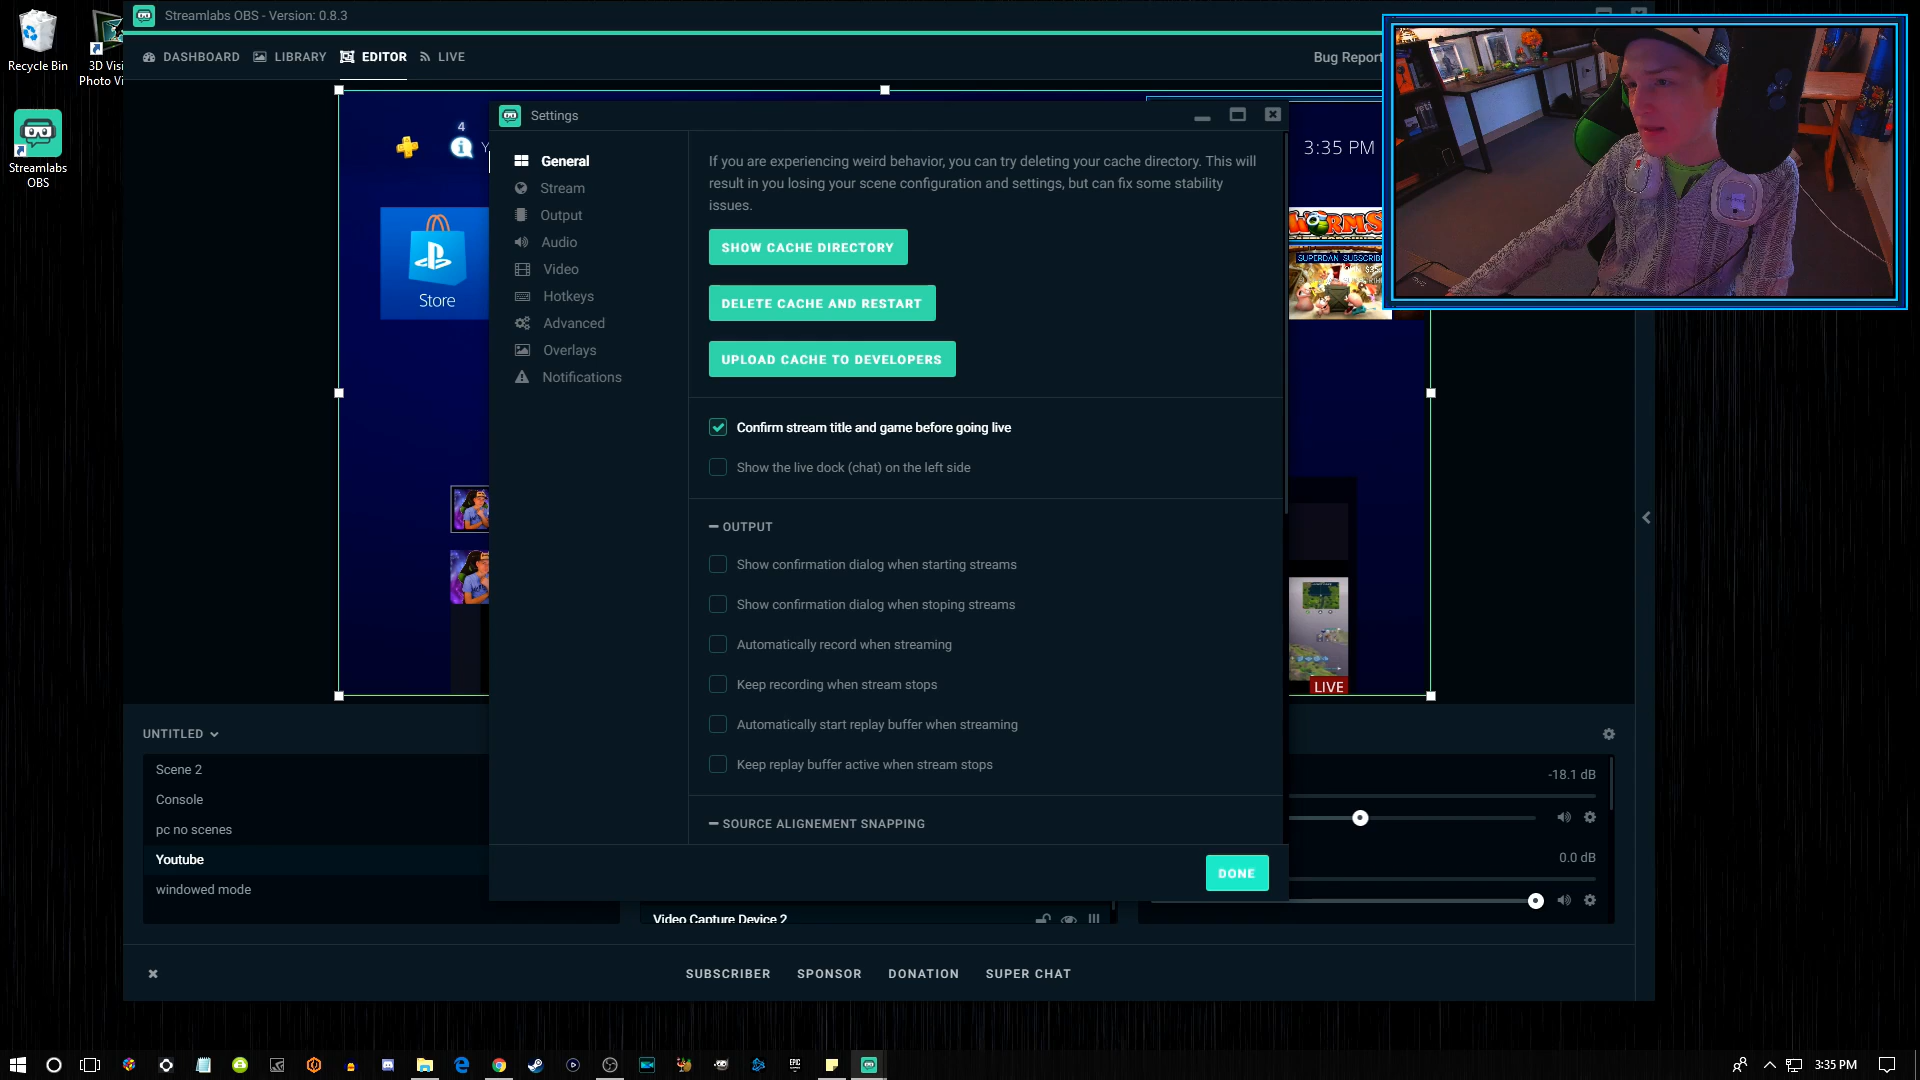 Streamlabs OBS - Version: 0.8.3
Recycle Bin
3D Visi
Photo Vi
Streamlabs
OBS
DASHBOARD
LIBRARY
EDITOR
LIVE
Bug Report
4
Store
3:35 PM
WORMS
SUPERDAN SUBSCRIBE
LIVE
Settings
General
Stream
Output
Audio
Video
Hotkeys
Advanced
Overlays
Notifications
If you are experiencing weird behavior, you can try deleting your cache directory. This will
result in you losing your scene configuration and settings, but can fix some stability
issues.
SHOW CACHE DIRECTORY
DELETE CACHE AND RESTART
UPLOAD CACHE TO DEVELOPERS
Confirm stream title and game before going live
Show the live dock (chat) on the left side
OUTPUT
Show confirmation dialog when starting streams
Show confirmation dialog when stoping streams
Automatically record when streaming
Keep recording when stream stops
Automatically start replay buffer when streaming
Keep replay buffer active when stream stops
SOURCE ALIGNEMENT SNAPPING
DONE
UNTITLED
Scene 2
Console
pc no scenes
Youtube
windowed mode
Video Capture Device 2
-18.1 dB
0.0 dB
SUBSCRIBER
SPONSOR
DONATION
SUPER CHAT
EPIC
3:35 PM